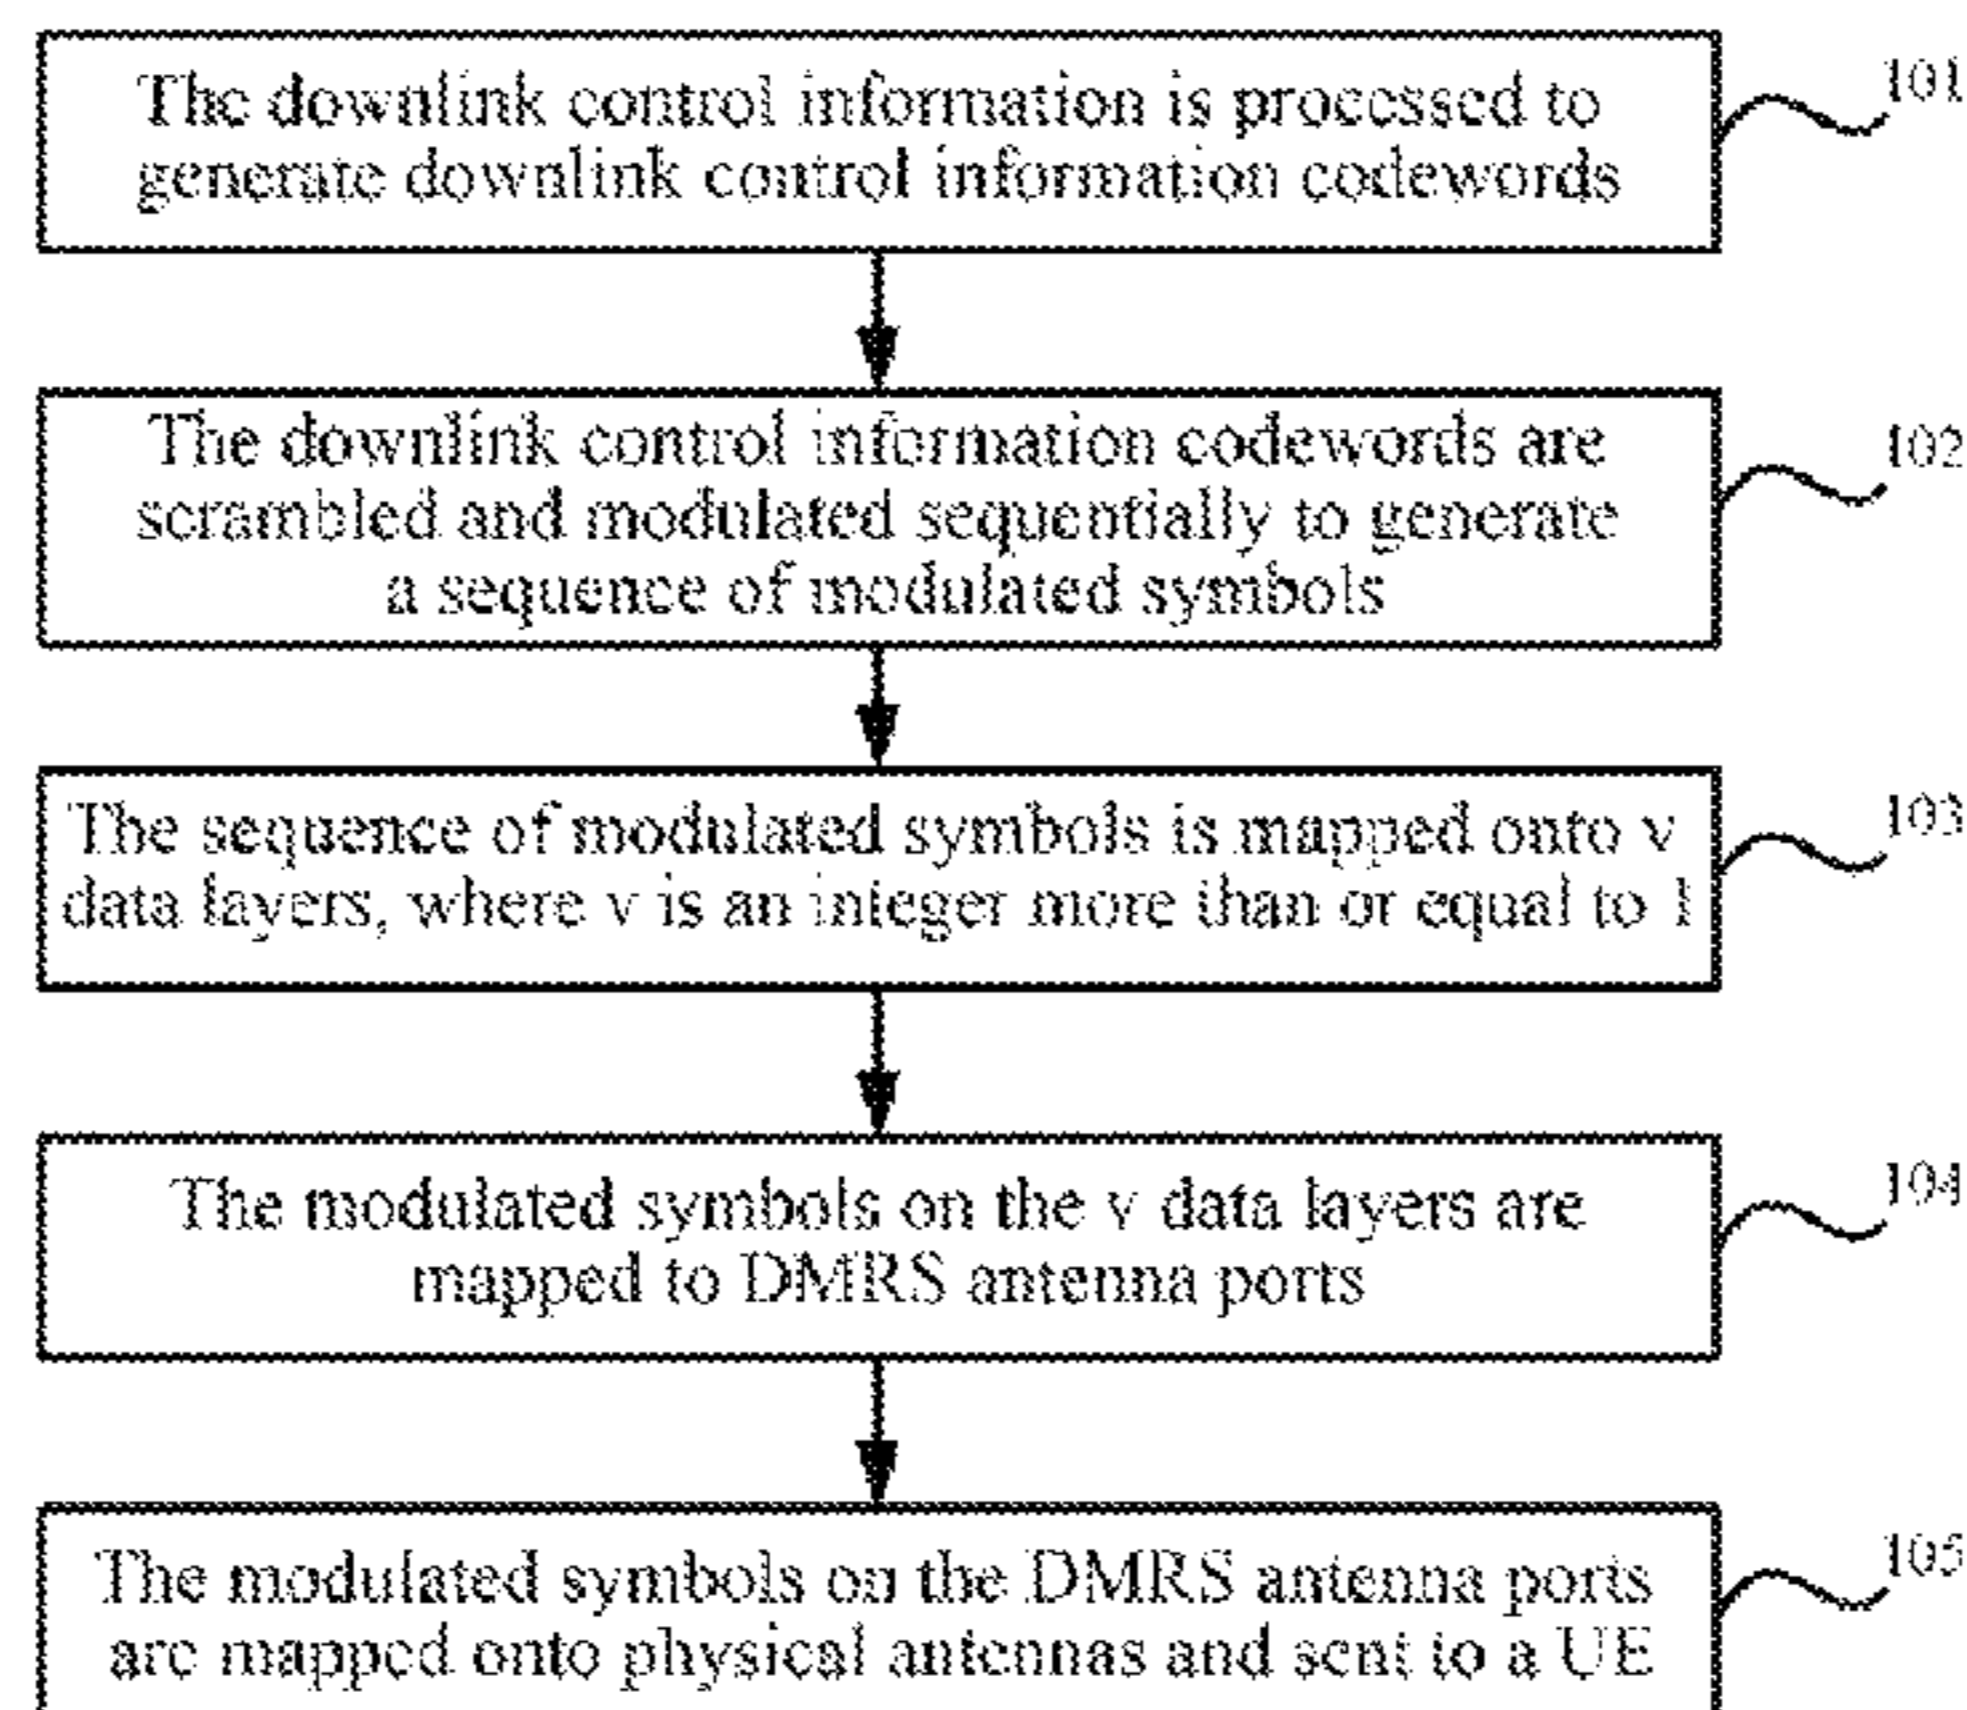 The downlink control information is processed to
generate downlink control information codewords
101
The downlink control information codewords are
scrambled and modulated sequentially to generate
a sequence of modulated symbols
102
The sequence of modulated symbols is mapped onto v
data layers, where v is an integer more than or equal to 1
103
The modulated symbols on the v data layers are
mapped to DMRS antenna ports
104
The modulated symbols on the DMRS antenna ports
are mapped onto physical antennas and sent to a UE
105